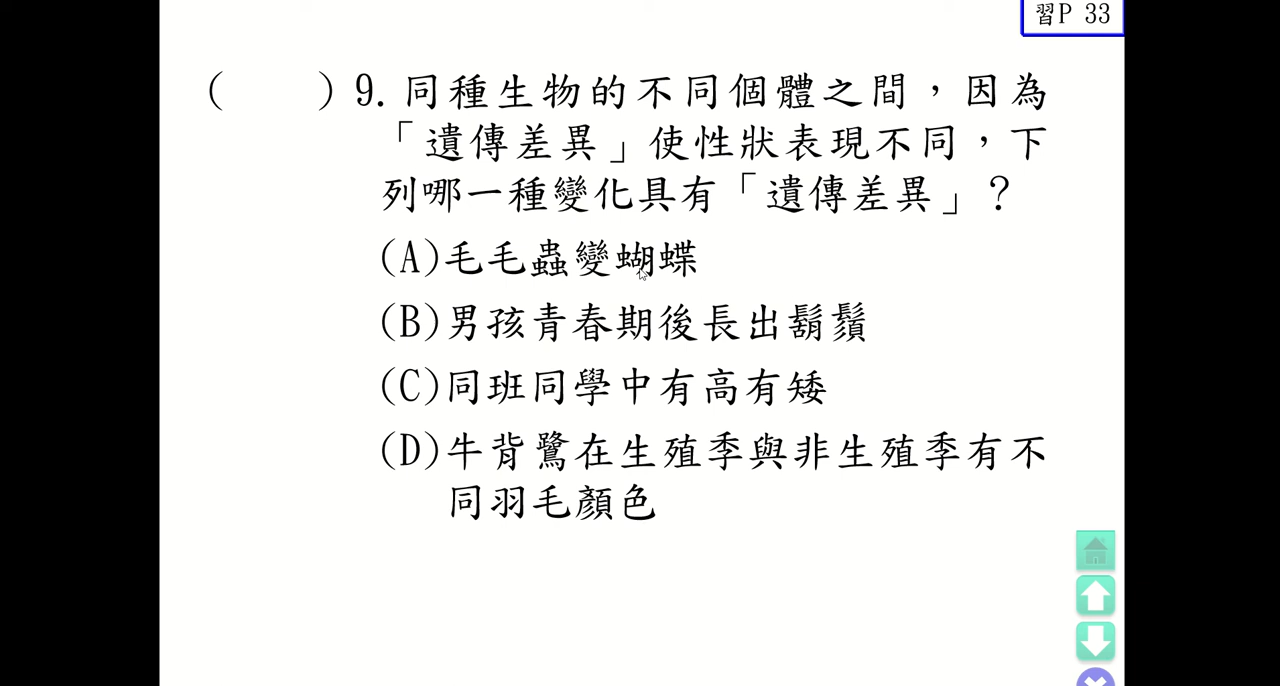 習P 33
(　　)9. 同種生物的不同個體之間，因為
「遺傳差異」使性狀表現不同，下
列哪一種變化具有「遺傳差異」？
(A)毛毛蟲變蝴蝶
(B)男孩青春期後長出鬍鬚
(C)同班同學中有高有矮
(D)牛背鷺在生殖季與非生殖季有不
同羽毛顏色